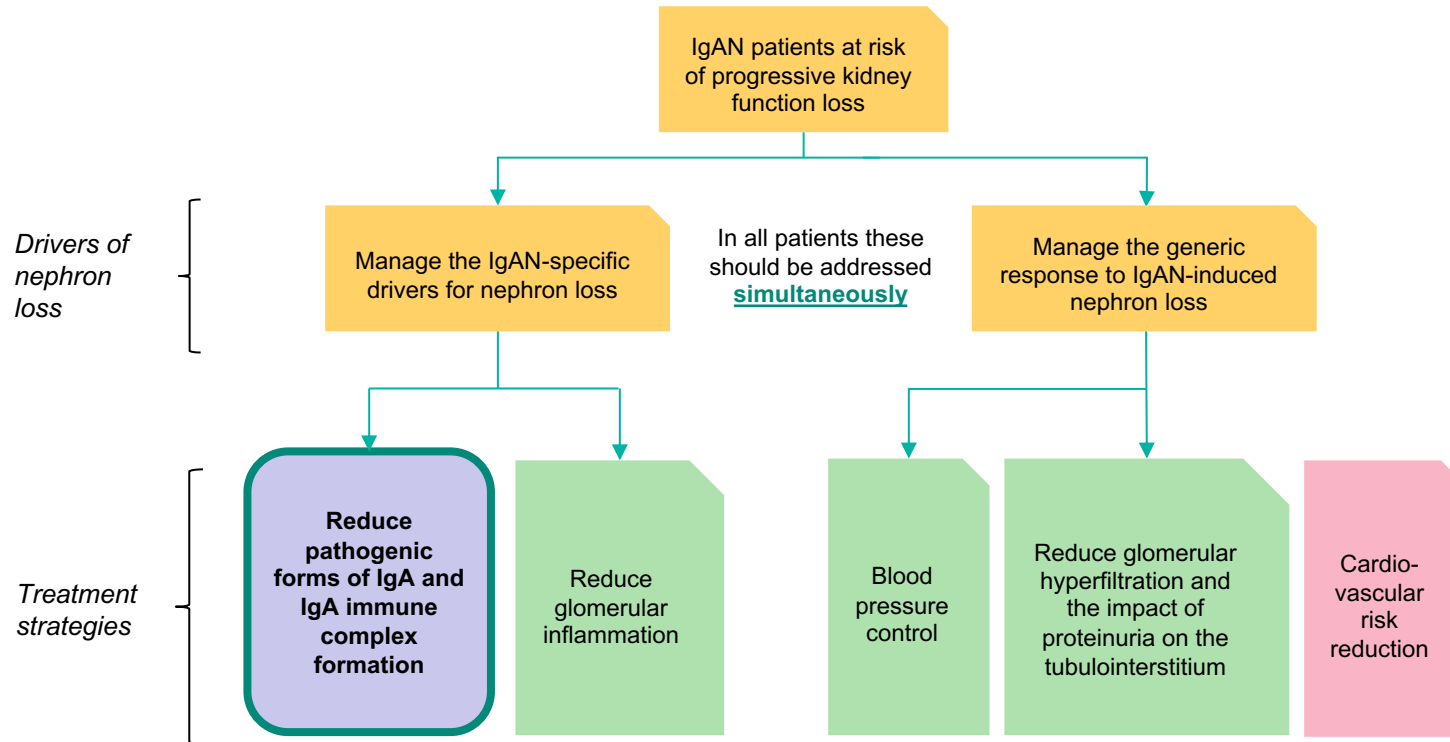 IgAN patients at risk
of progressive kidney
function loss
Drivers of
nephron
loss
Manage the IgAN-specific
drivers for nephron loss
In all patients these
should be addressed
simultaneously
Manage the generic
response to IgAN-induced
nephron loss
Treatment
strategies
Reduce
pathogenic
forms of IgA and
IgA immune
complex
formation
Reduce
glomerular
inflammation
Blood
pressure
control
Reduce glomerular
hyperfiltration and
the impact of
proteinuria on the
tubulointerstitium
Cardio-
vascular
risk
reduction